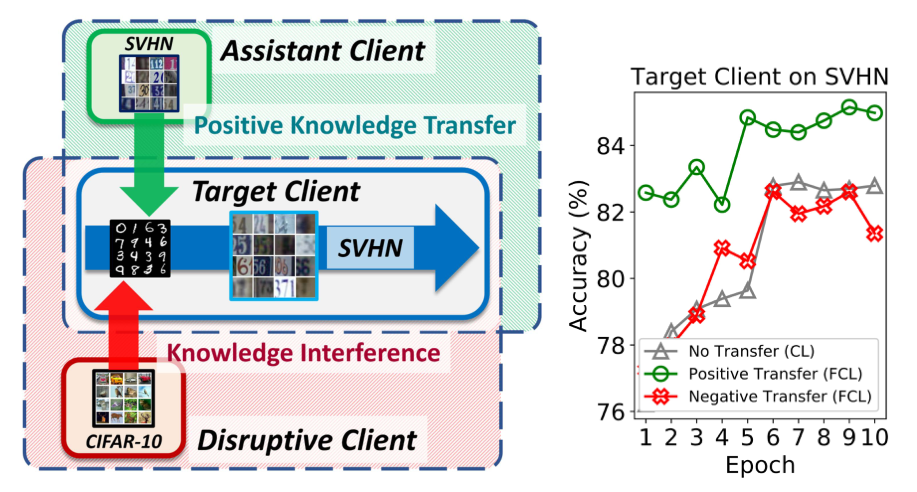 SVHN
Assistant Client
Positive Knowledge Transfer
Target Client
0 1 6 3
7 9 4 6
3 4 3 9
9 8 3 6
SVHN
Knowledge Interference
CIFAR-10
Disruptive Client
Target Client on SVHN
Accuracy (%)
84
82
80
78
76
No Transfer (CL)
Positive Transfer (FCL)
Negative Transfer (FCL)
1 2 3 4 5 6 7 8 9 10
Epoch